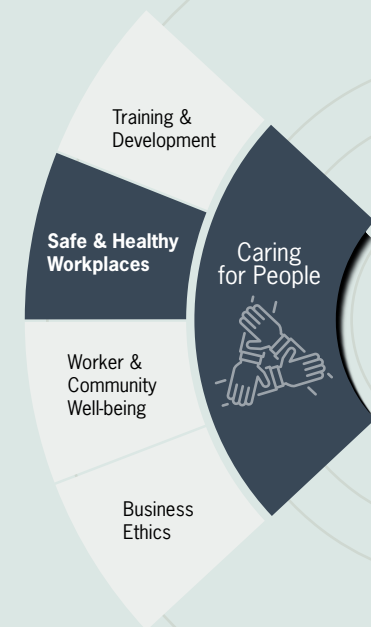 Training &
Development
Safe & Healthy
Workplaces
Caring
for People
Worker &
Community
Well-being
Business
Ethics